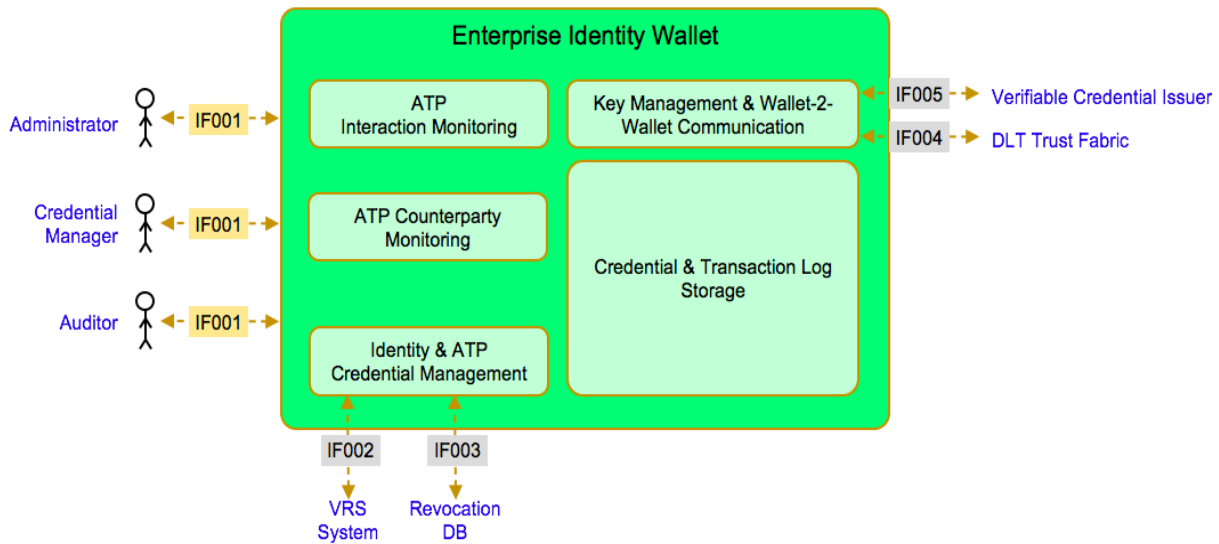 Enterprise Identity Wallet
ATP
Interaction Monitoring
Key Management & Wallet-2-
Wallet Communication
IF005
Verifiable Credential Issuer
Administrator
IF001
IF004
DLT Trust Fabric
Credential
Manager
IF001
ATP Counterparty
Monitoring
Credential & Transaction Log
Storage
Auditor
IF001
Identity & ATP
Credential Management
IF002
IF003
VRS
System
Revocation
DB